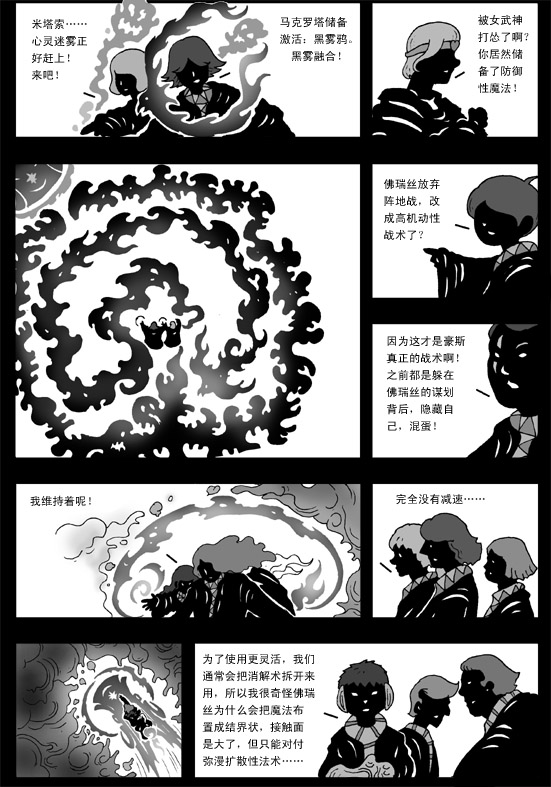 米塔索……
心灵迷雾正
好赶上！
来吧！
马克罗塔储备
激活：黑雾鸦。
黑雾融合！
被女武神
打怂了啊？
你居然储
备了防御
性魔法！
佛瑞丝放弃
阵地战，改
成高机动性
战术了？
因为这才是豪斯
真正的战术啊！
之前都是躲在
佛瑞丝的谋划
背后，隐藏自
己，混蛋！
我维持着呢！
完全没有减速……
为了使用更灵活，我们
通常会把消解术拆开来
用，所以我很奇怪佛瑞
丝为什么会把魔法布
置成结界状，接触面
是大了，但只能对付
弥漫扩散性法术……